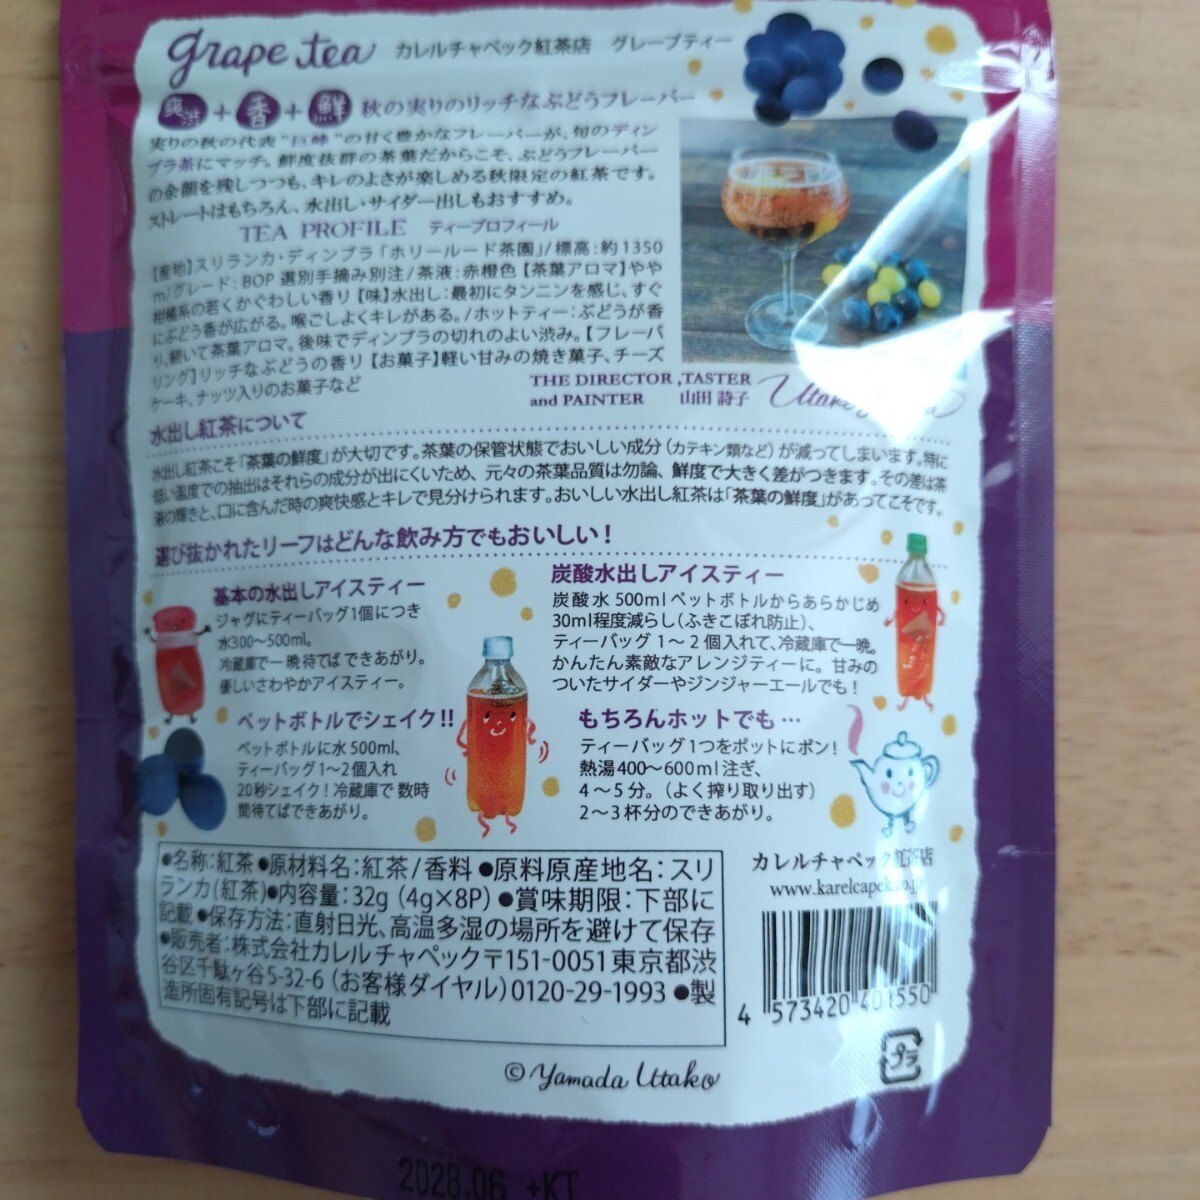 grape tea カレルチャペック紅茶店 グレープティー
爽渋+香+鮮 秋の実りのリッチなぶどうフレーバー
実りの秋の代表"巨峰"の甘く豊かなフレーバーが、旬のディン
ブラ茶にマッチ。鮮度抜群の茶葉だからこそ、ぶどうフレーバー
の余韻を残しつつも、キレのよさが楽しめる秋限定の紅茶です。
ストレートはもちろん、水出し・サイダー出しもおすすめ。
TEA PROFILE ティープロフィール
【産地】スリランカ・ディンブラ「ホリールード茶園」/標高:約1350
m/グレード:BOP 選別手摘み別注/茶液:赤橙色【茶葉アロマ】やや
柑橘系の若くかぐわしい香り【味】水出し:最初にタンニンを感じ、すぐ
にぶどう香が広がる。喉ごしよくキレがある。/ホットティー:ぶどうが香
り、続いて茶葉アロマ。後味でディンブラの切れのよい渋み。【フレーバ
リング】リッチなぶどうの香り【お菓子】軽い甘みの焼き菓子、チーズ
ケーキ、ナッツ入りのお菓子など
THE DIRECTOR ,TASTER
and PAINTER 山田 詩子
水出し紅茶について
水出し紅茶こそ「茶葉の鮮度」が大切です。茶葉の保管状態でおいしい成分(カテキン類など)が減ってしまいます。特に
低い温度での抽出はそれらの成分が出にくいため、元々の茶葉品質は勿論、鮮度で大きく差がつきます。その差は茶
液の輝きと、口に含んだ時の爽快感とキレで見分けられます。おいしい水出し紅茶は「茶葉の鮮度」があってこそです。
選び抜かれたリーフはどんな飲み方でもおいしい!
基本の水出しアイスティー
ジャグにティーバッグ1個につき
水300~500ml。
冷蔵庫で一晩待てばできあがり。
優しいさわやかアイスティー。
炭酸水出しアイスティー
炭酸水500mlペットボトルからあらかじめ
30ml程度減らし(ふきこぼれ防止)、
ティーバッグ1~2個入れて、冷蔵庫で一晩。
かんたん素敵なアレンジティーに。甘みの
ついたサイダーやジンジャーエールでも!
ペットボトルでシェイク!!
ペットボトルに水500ml、
ティーバッグ1~2個入れ
20秒シェイク!冷蔵庫で数時
間待てばできあがり。
もちろんホットでも…
ティーバッグ1つをポットにポン!
熱湯400~600ml注ぎ、
4~5分。(よく搾り取り出す)
2~3杯分のできあがり。
●名称:紅茶●原材料名:紅茶/香料●原料原産地名:スリ
ランカ(紅茶)●内容量:32g(4g×8P)●賞味期限:下部に
記載●保存方法:直射日光、高温多湿の場所を避けて保存
●販売者:株式会社カレルチャペック〒151-0051東京都渋
谷区千駄ヶ谷5-32-6(お客様ダイヤル)0120-29-1993●製
造所固有記号は下部に記載
カレルチャペック紅茶店
www.karelcapek.co.jp
4 573420 401550
プラ
© Yamada Utako
2028.06 +KT